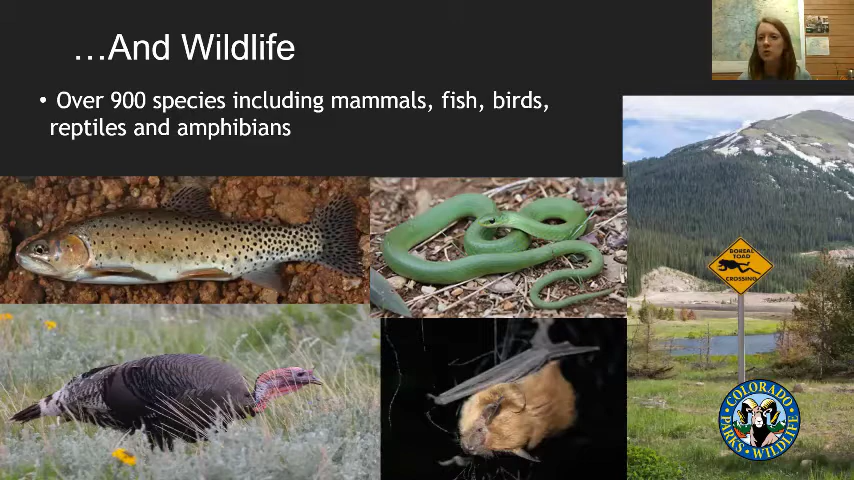 …And Wildlife
• Over 900 species including mammals, fish, birds,
reptiles and amphibians
BOREAL
TOAD
CROSSING
COLORADO
PARKS • WILDLIFE